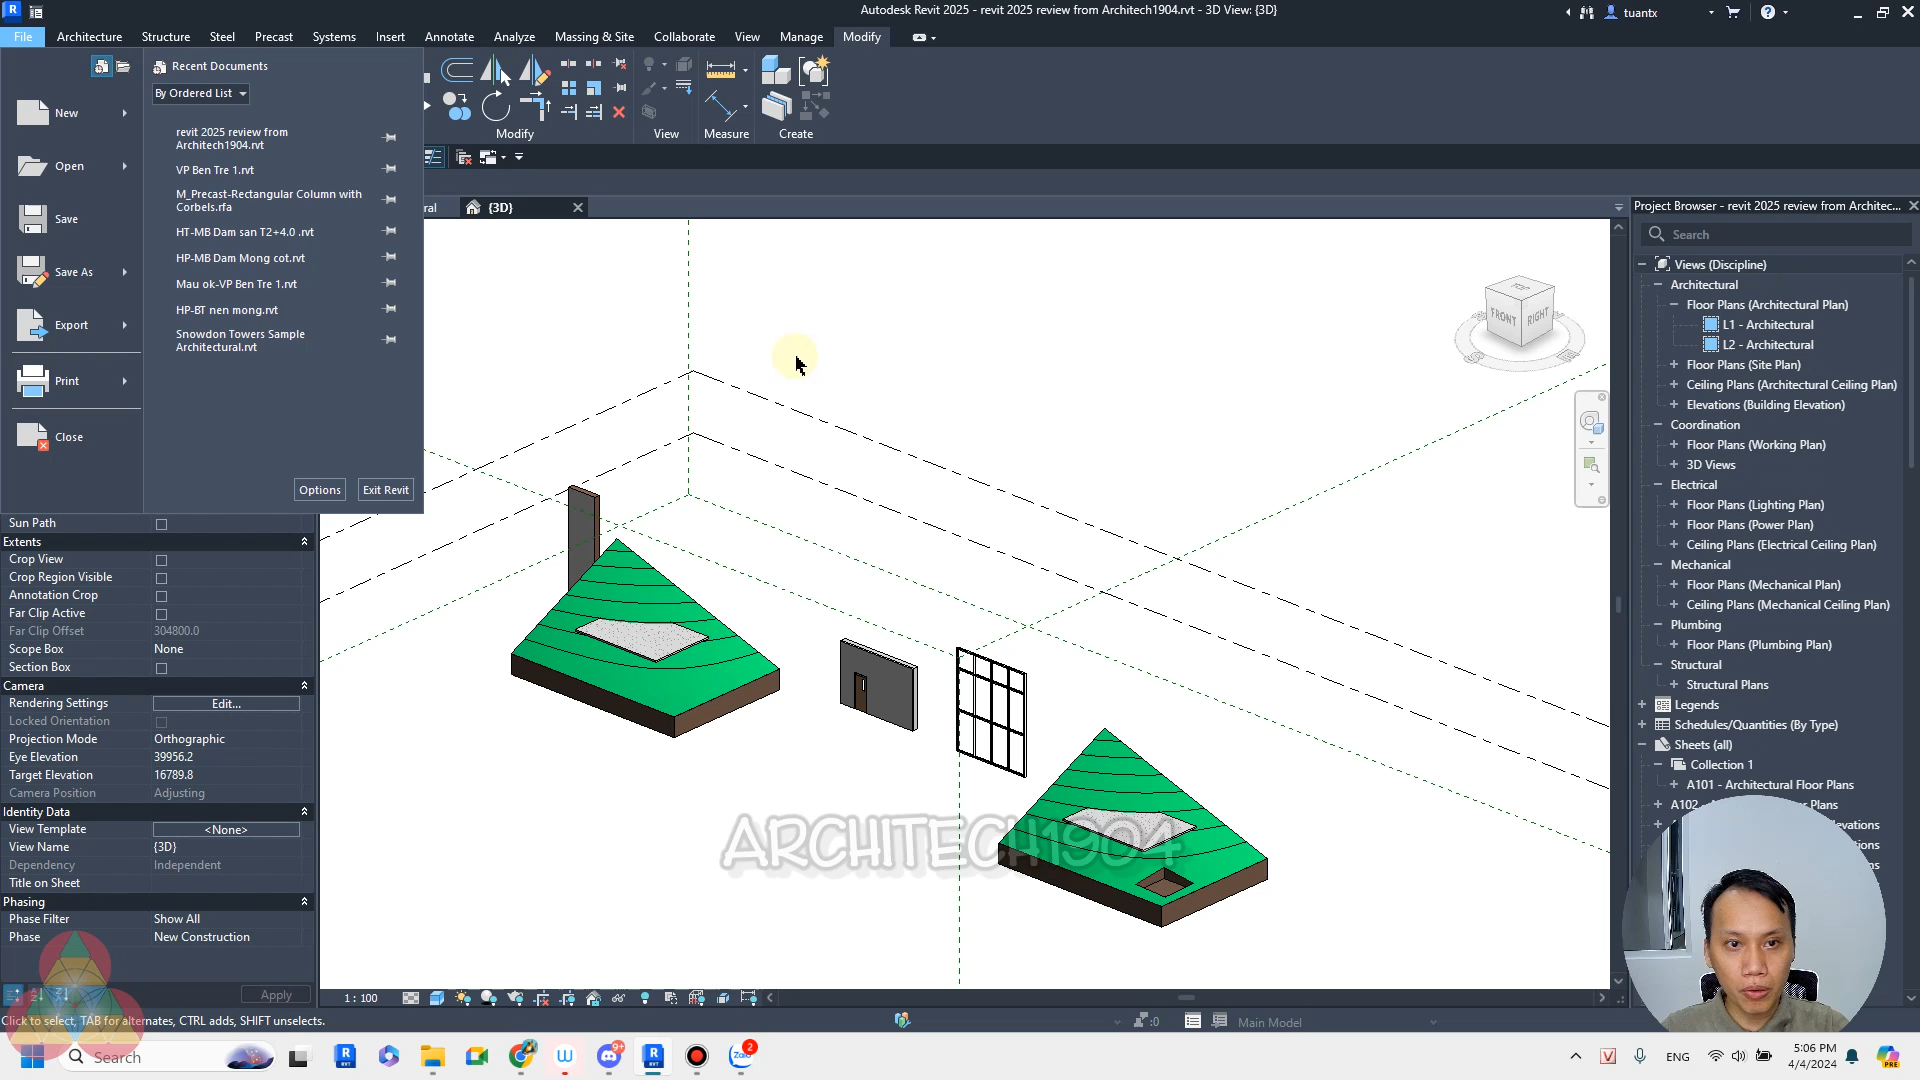 Autodesk Revit 2025 - revit 2025 review from Architech1904.rvt - 3D View: {3D}
tuantx
File
Architecture
Structure
Steel
Precast
Systems
Insert
Annotate
Analyze
Massing & Site
Collaborate
View
Manage
Modify
Recent Documents
By Ordered List
New
Open
Save
Save As
Export
Print
Close
revit 2025 review from
Architech1904.rvt
VP Ben Tre 1.rvt
M_Precast-Rectangular Column with
Corbels.rfa
HT-MB Dam san T2+4.0 .rvt
HP-MB Dam Mong cot.rvt
Mau ok-VP Ben Tre 1.rvt
HP-BT nen mong.rvt
Snowdon Towers Sample
Architectural.rvt
Options
Exit Revit
Modify
View
Measure
Create
ral
{3D}
TOP
FRONT
RIGHT
S
E
Sun Path
Extents
Crop View
Crop Region Visible
Annotation Crop
Far Clip Active
Far Clip Offset 304800.0
Scope Box None
Section Box
Camera
Rendering Settings Edit...
Locked Orientation
Projection Mode Orthographic
Eye Elevation 39956.2
Target Elevation 16789.8
Camera Position Adjusting
Identity Data
View Template <None>
View Name {3D}
Dependency Independent
Title on Sheet
Phasing
Phase Filter Show All
Phase New Construction
Apply
ARCHITECH1904
Project Browser - revit 2025 review from Architec...
Search
Views (Discipline)
Architectural
Floor Plans (Architectural Plan)
L1 - Architectural
L2 - Architectural
Floor Plans (Site Plan)
Ceiling Plans (Architectural Ceiling Plan)
Elevations (Building Elevation)
Coordination
Floor Plans (Working Plan)
3D Views
Electrical
Floor Plans (Lighting Plan)
Floor Plans (Power Plan)
Ceiling Plans (Electrical Ceiling Plan)
Mechanical
Floor Plans (Mechanical Plan)
Ceiling Plans (Mechanical Ceiling Plan)
Plumbing
Floor Plans (Plumbing Plan)
Structural
Structural Plans
Legends
Schedules/Quantities (By Type)
Sheets (all)
Collection 1
A101 - Architectural Floor Plans
A102 Plans
1 : 100
Click to select, TAB for alternates, CTRL adds, SHIFT unselects.
:0
Main Model
Search
9+
2
Zalo
ENG
5:06 PM
4/4/2024